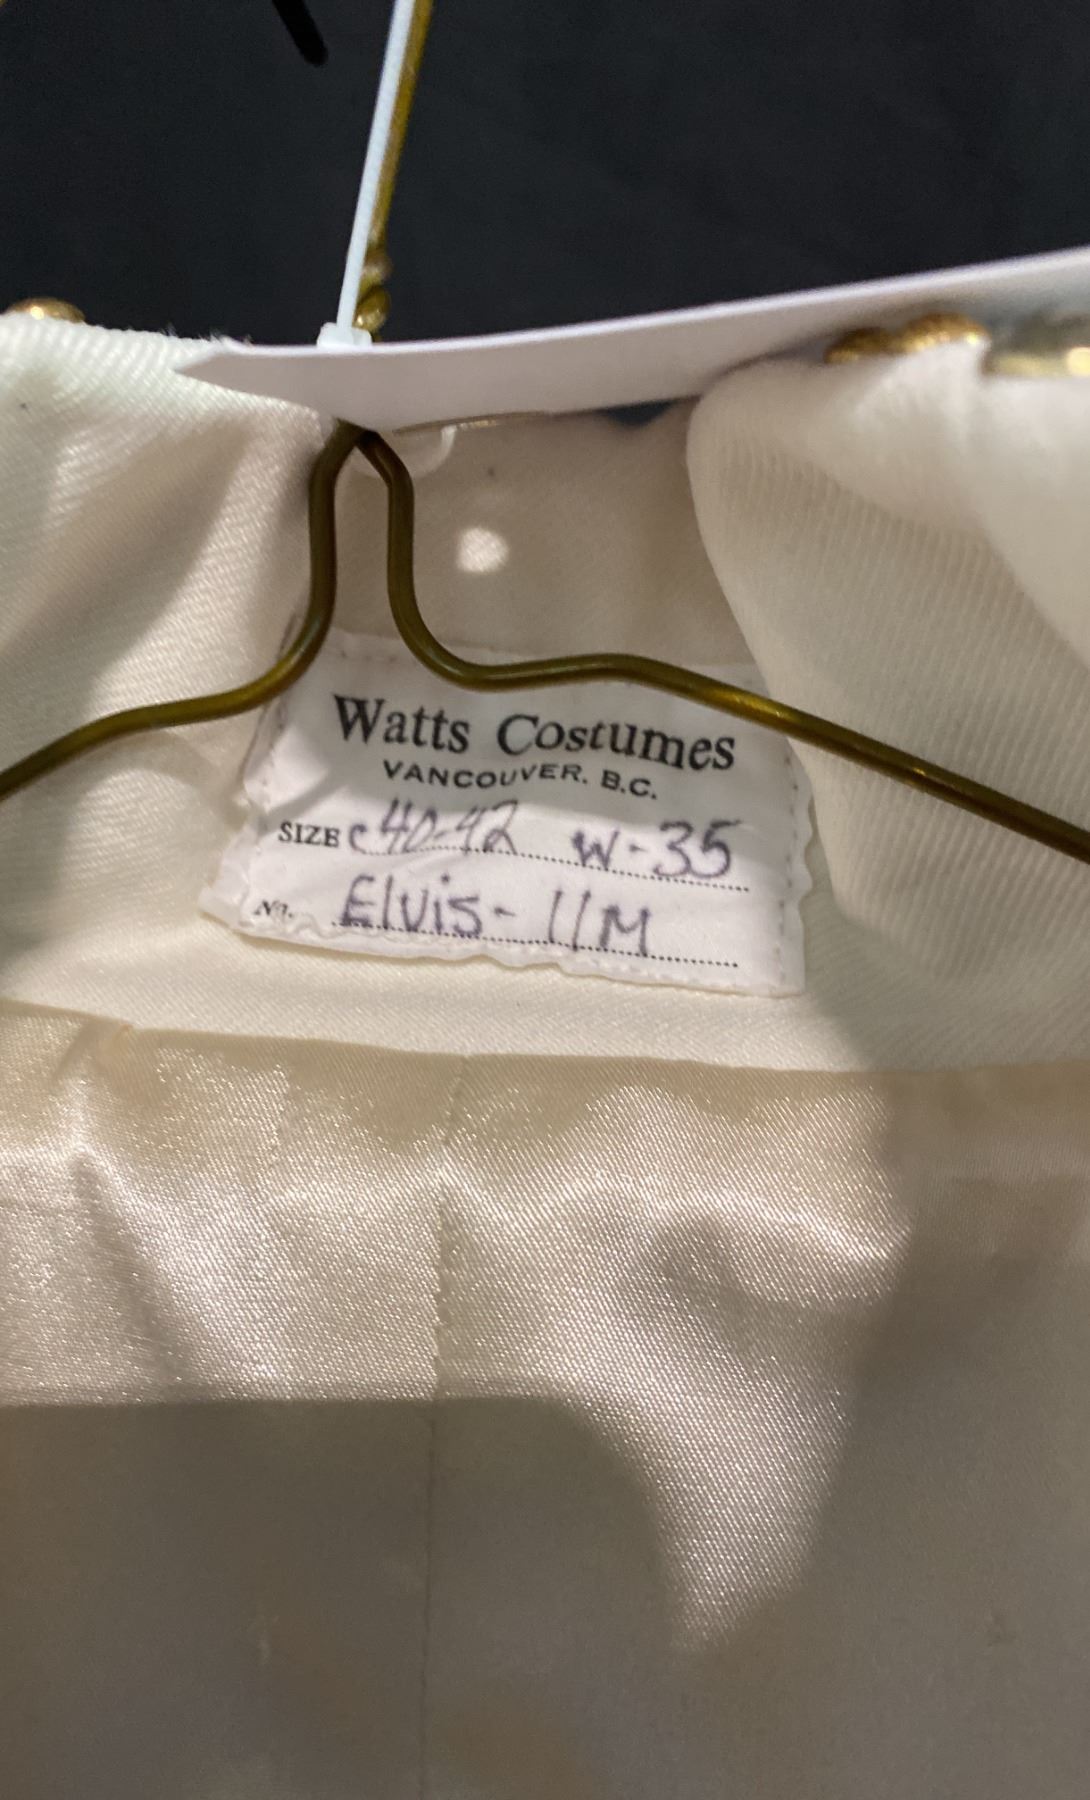 Watts Costumes
VANCOUVER. B.C.
SIZE c 40-42 W-35
No. Elvis- 11M